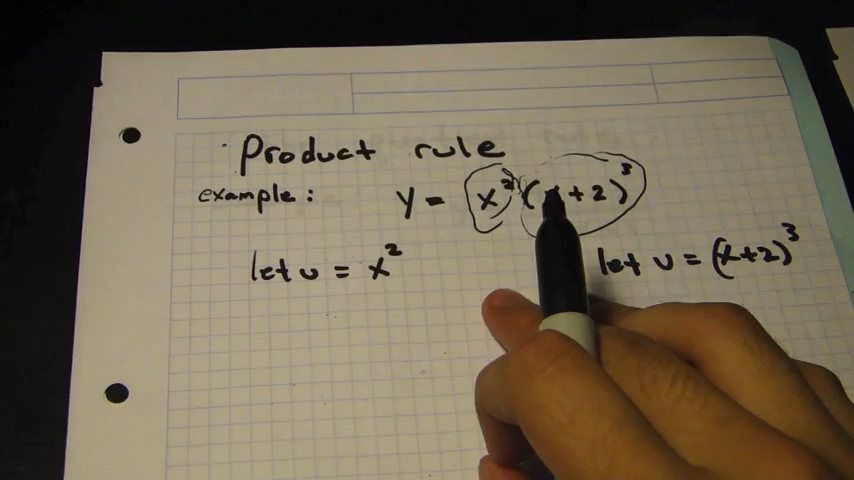 Product rule
example: y = x² ( +2)³
let u = x² let v = (x+2)³